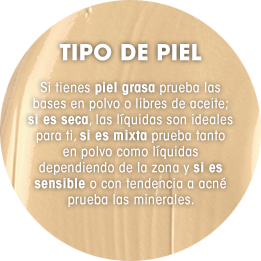 TIPO DE PIEL
Si tienes piel grasa prueba las
bases en polvo o libres de aceite;
si es seca, las líquidas son ideales
para ti, si es mixta prueba tanto
en polvo como líquidas
dependiendo de la zona y si es
sensible o con tendencia a acné
prueba las minerales.